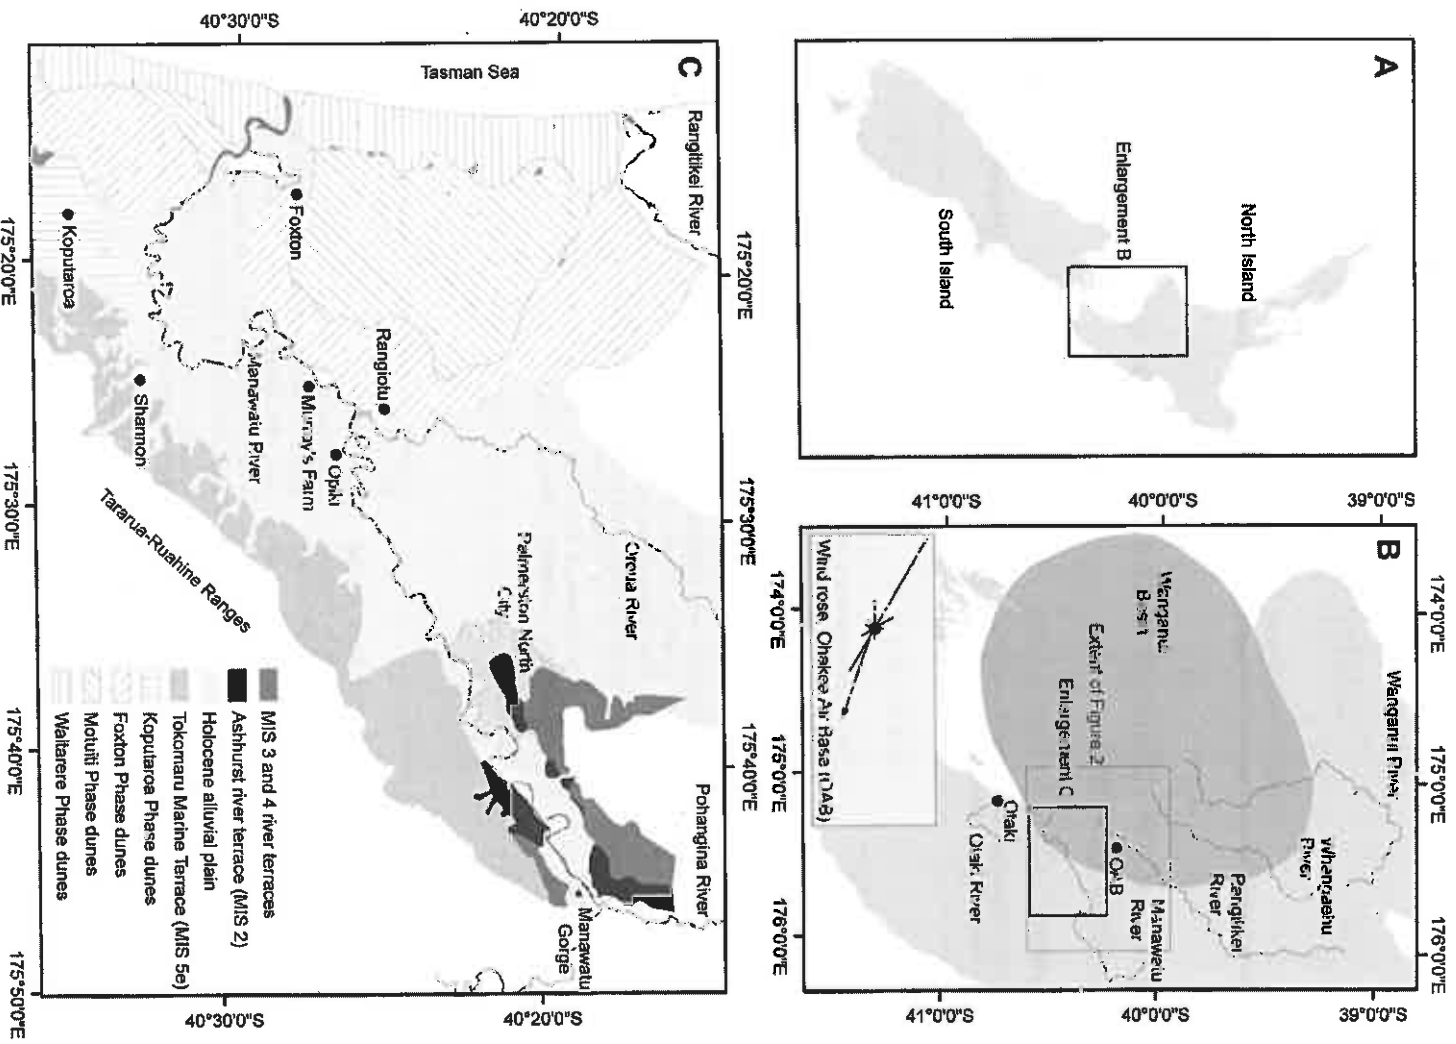 A
North Island
Enlargement B
South Island
B
174°0'0"E
175°0'0"E
176°0'0"E
39°0'0"S
40°0'0"S
41°0'0"S
39°0'0"S
40°0'0"S
41°0'0"S
Wanganui River
Whangaehu
River
Rangitikei
River
Manawatu
River
Wanganui
Basin
Extent of Figure 2
Enlargement C
OAB
Otaki
Otaki River
Wind rose, Ohakea Air Base (OAB)
174°0'0"E
175°0'0"E
176°0'0"E
C
175°20'0"E
175°30'0"E
175°40'0"E
40°20'0"S
40°30'0"S
40°20'0"S
40°30'0"S
Rangitikei River
Oroua River
Pohangina River
Tasman Sea
Palmerston North
City
Manawatu
Gorge
Rangiotu
Opiki
Murray's Farm
Foxton
Manawatu River
Shannon
Koputaroa
Tararua-Ruahine Ranges
MIS 3 and 4 river terraces
Ashhurst river terrace (MIS 2)
Holocene alluvial plain
Tokomaru Marine Terrace (MIS 5e)
Koputaroa Phase dunes
Foxton Phase dunes
Motuiti Phase dunes
Waitarere Phase dunes
175°20'0"E
175°30'0"E
175°40'0"E
175°50'0"E